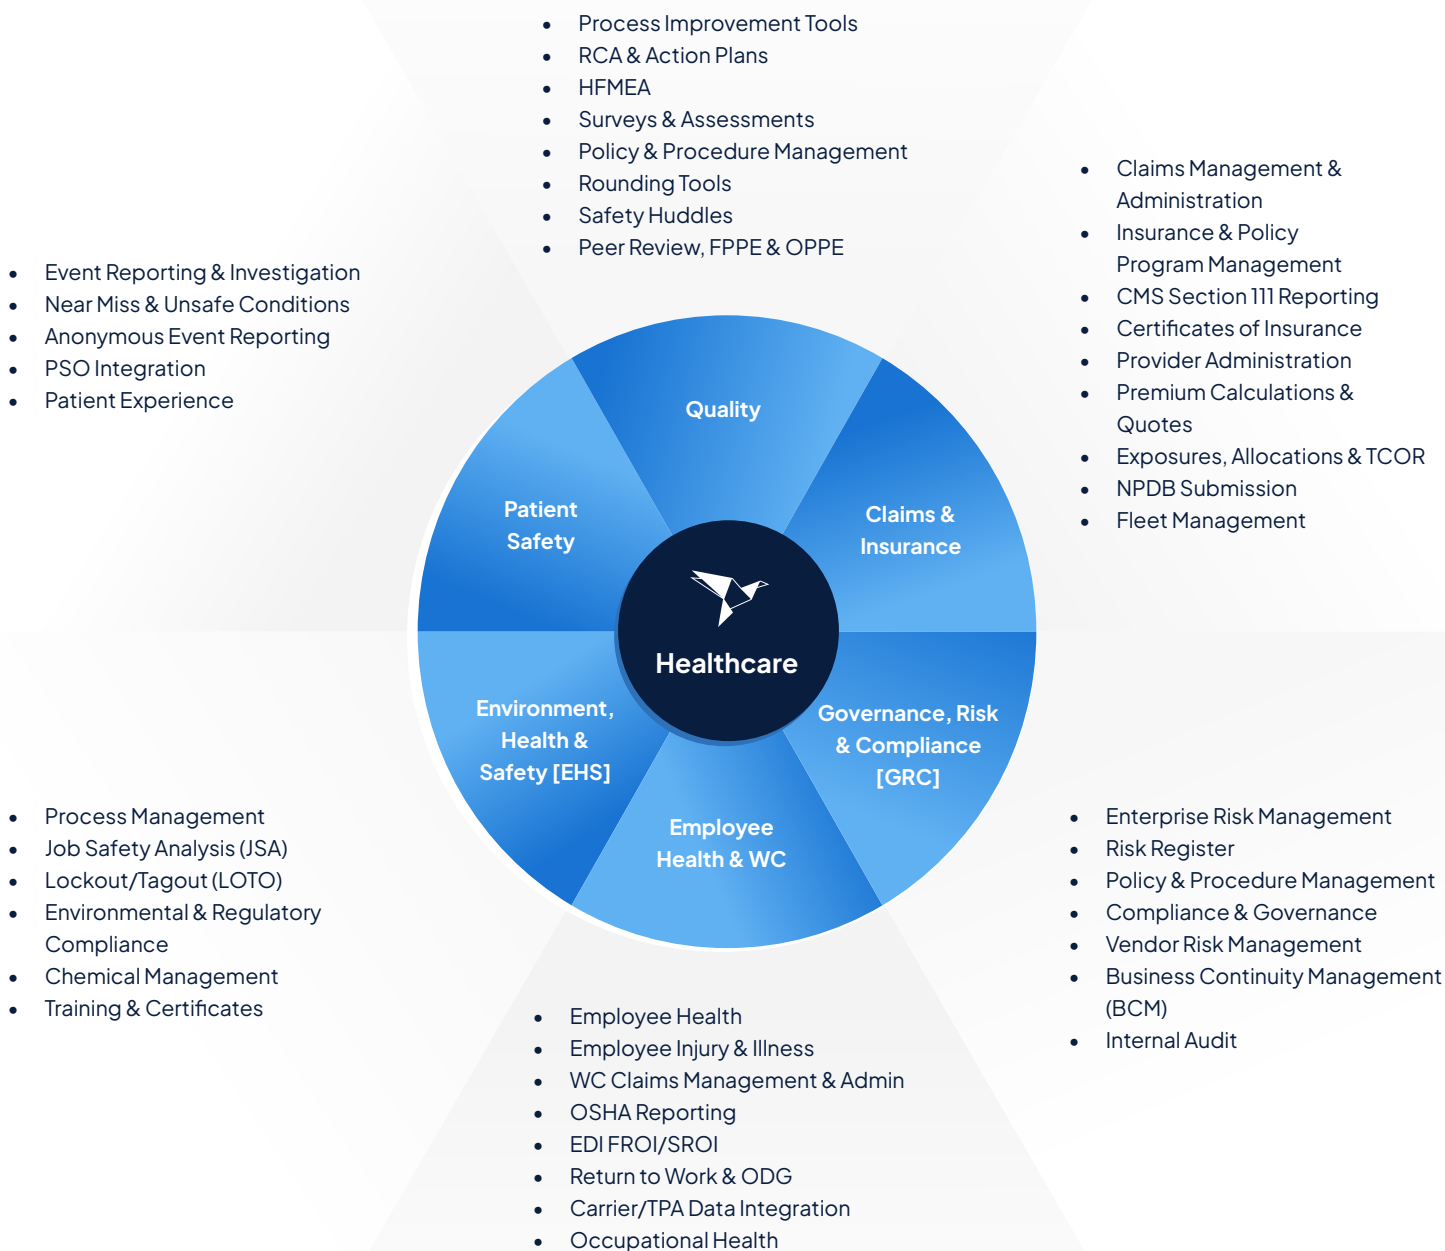 • Process Improvement Tools
• RCA & Action Plans
• HFMEA
• Surveys & Assessments
• Policy & Procedure Management
• Rounding Tools
• Safety Huddles
• Peer Review, FPPE & OPPE
• Claims Management &
Administration
• Insurance & Policy
Program Management
• CMS Section 111 Reporting
• Certificates of Insurance
• Provider Administration
• Premium Calculations &
Quotes
• Exposures, Allocations & TCOR
• NPDB Submission
• Fleet Management
• Event Reporting & Investigation
• Near Miss & Unsafe Conditions
• Anonymous Event Reporting
• PSO Integration
• Patient Experience
Quality
Patient
Safety
Claims &
Insurance
Healthcare
Environment,
Health &
Safety [EHS]
Governance, Risk
& Compliance
[GRC]
Employee
Health & WC
• Process Management
• Job Safety Analysis (JSA)
• Lockout/Tagout (LOTO)
• Environmental & Regulatory
Compliance
• Chemical Management
• Training & Certificates
• Enterprise Risk Management
• Risk Register
• Policy & Procedure Management
• Compliance & Governance
• Vendor Risk Management
• Business Continuity Management
(BCM)
• Internal Audit
• Employee Health
• Employee Injury & Illness
• WC Claims Management & Admin
• OSHA Reporting
• EDI FROI/SROI
• Return to Work & ODG
• Carrier/TPA Data Integration
• Occupational Health